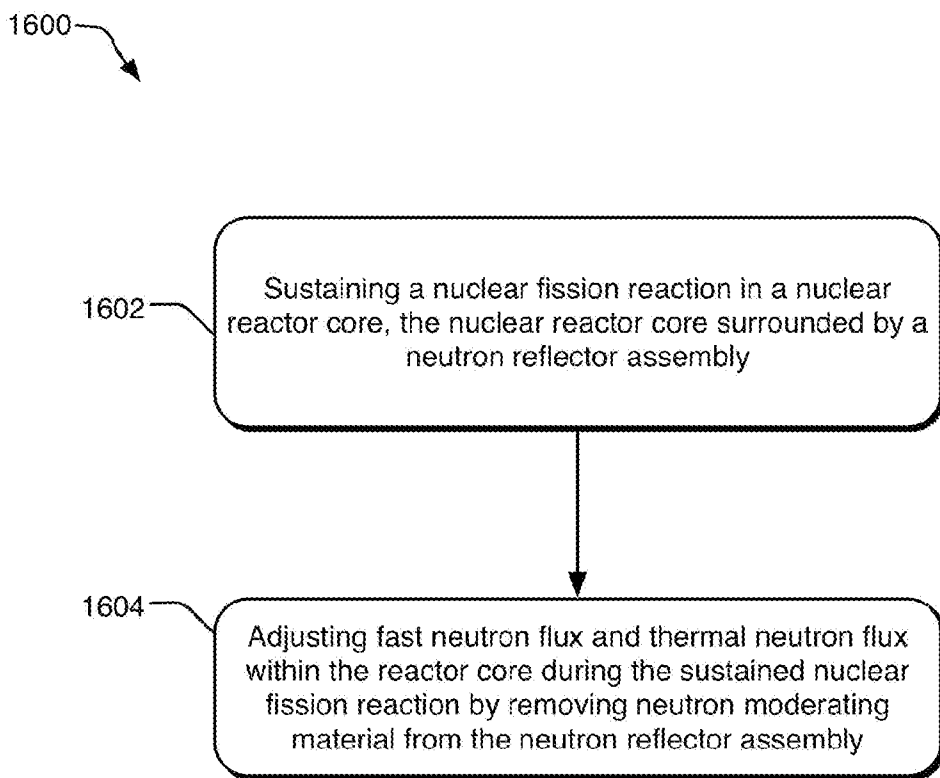 1600
1602
Sustaining a nuclear fission reaction in a nuclear
reactor core, the nuclear reactor core surrounded by a
neutron reflector assembly
1604
Adjusting fast neutron flux and thermal neutron flux
within the reactor core during the sustained nuclear
fission reaction by removing neutron moderating
material from the neutron reflector assembly